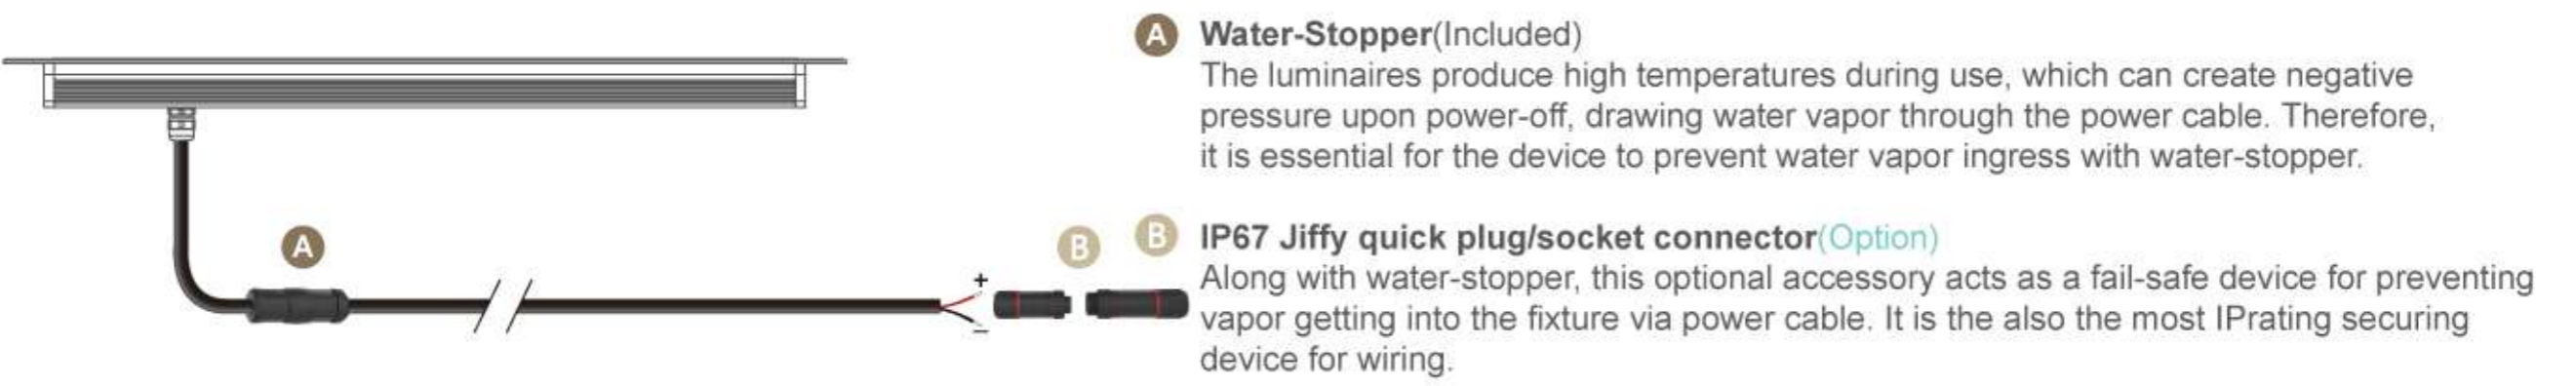 A Water-Stopper(Included)
The luminaires produce high temperatures during use, which can create negative
pressure upon power-off, drawing water vapor through the power cable. Therefore,
it is essential for the device to prevent water vapor ingress with water-stopper.
B IP67 Jiffy quick plug/socket connector(Option)
Along with water-stopper, this optional accessory acts as a fail-safe device for preventing
vapor getting into the fixture via power cable. It is the also the most IPrating securing
device for wiring.
A
B
+
−